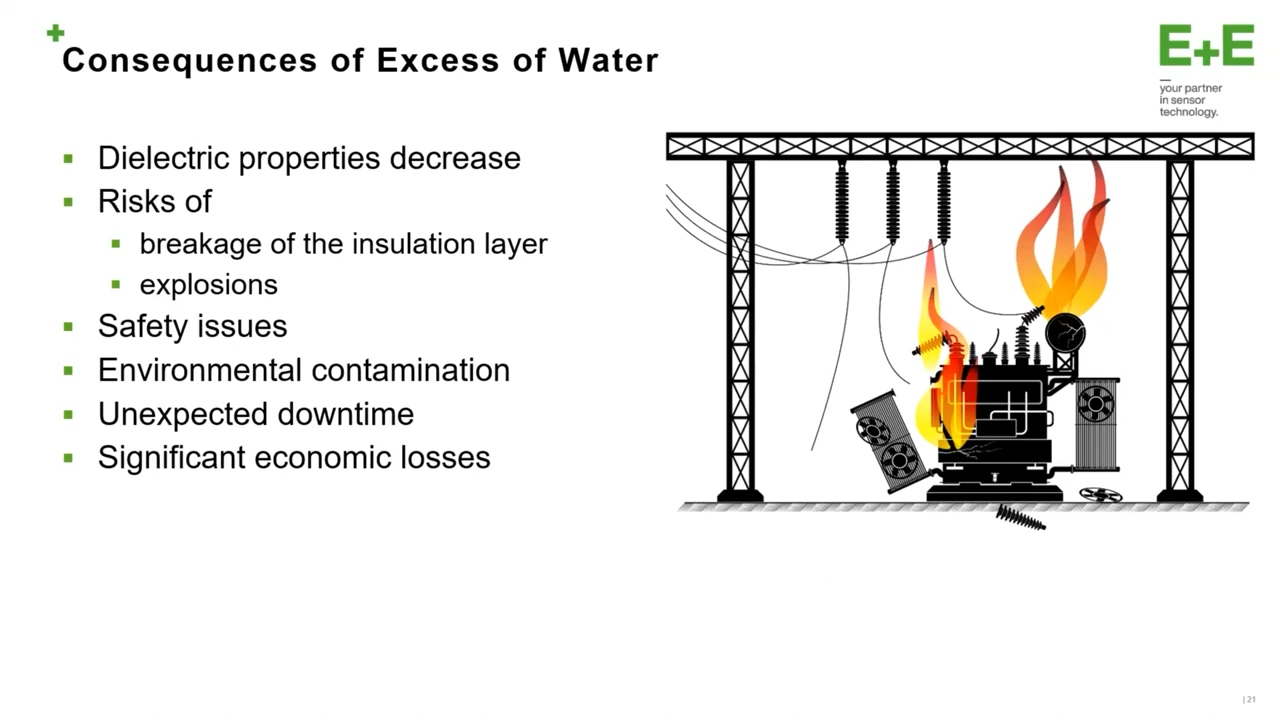 Consequences of Excess of Water
E+E
your partner
in sensor
technology.
Dielectric properties decrease
Risks of
breakage of the insulation layer
explosions
Safety issues
Environmental contamination
Unexpected downtime
Significant economic losses
| 21